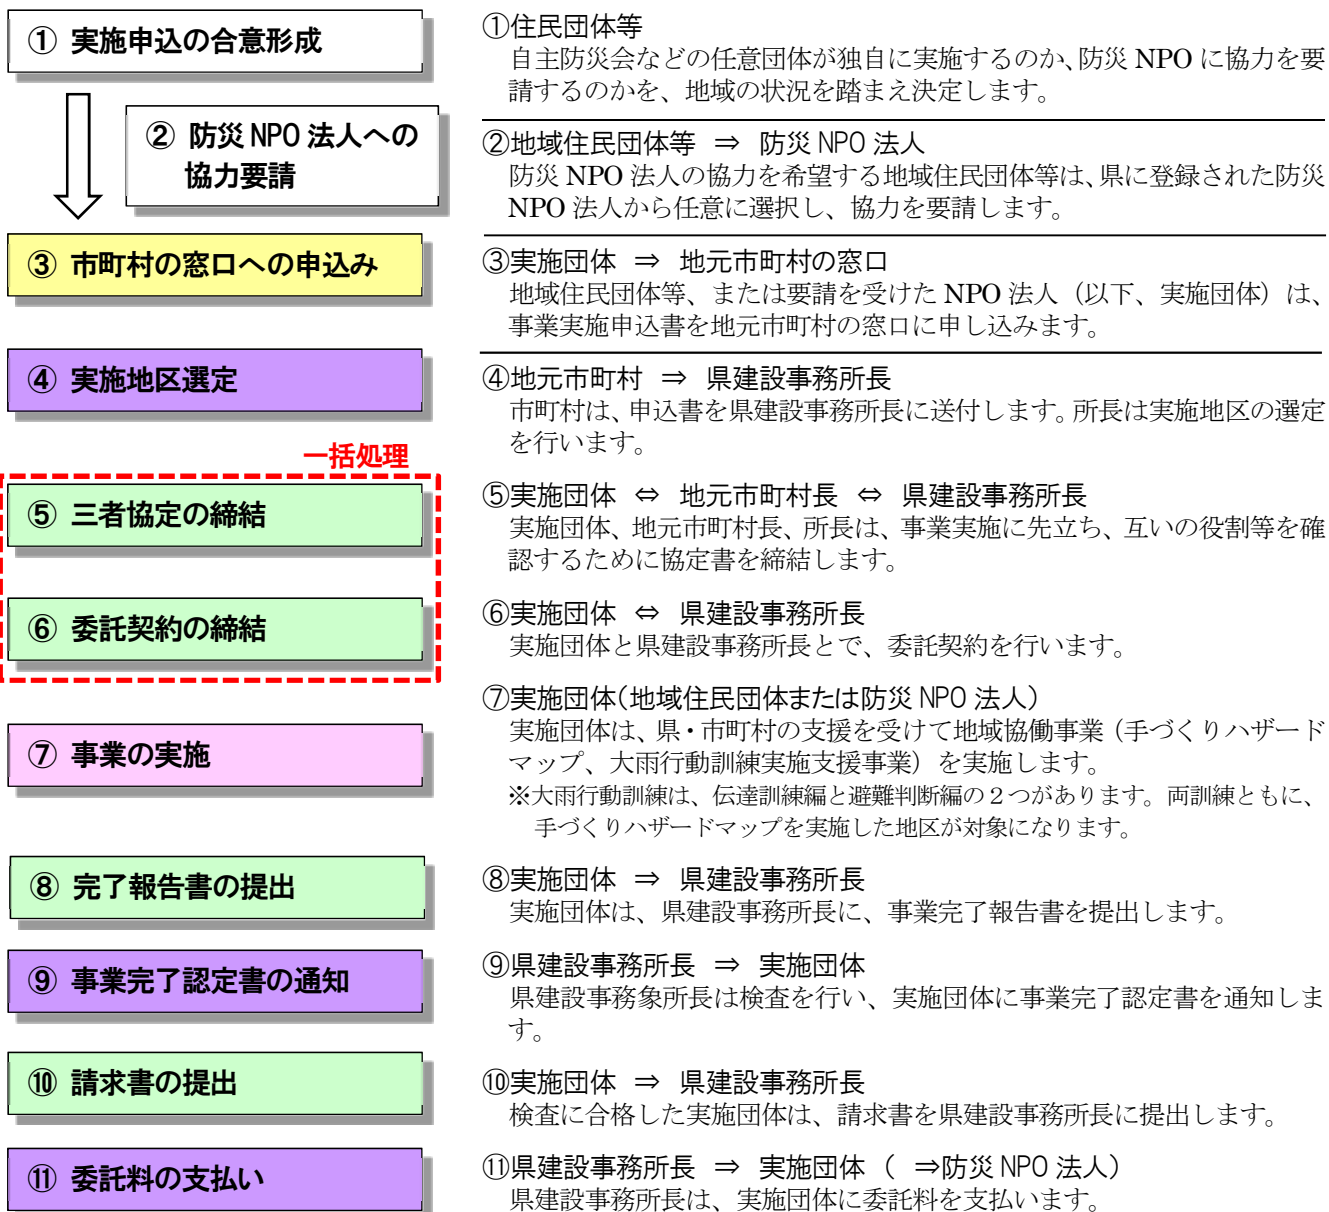 ① 実施申込の合意形成
② 防災 NPO 法人への
協力要請
③ 市町村の窓口への申込み
④ 実施地区選定
一括処理
⑤ 三者協定の締結
⑥ 委託契約の締結
⑦ 事業の実施
⑧ 完了報告書の提出
⑨ 事業完了認定書の通知
⑩ 請求書の提出
⑪ 委託料の支払い
①住民団体等
自主防災会などの任意団体が独自に実施するのか、防災 NPO に協力を要
請するのかを、地域の状況を踏まえ決定します。
②地域住民団体等 ⇒ 防災 NPO 法人
防災 NPO 法人の協力を希望する地域住民団体等は、県に登録された防災
NPO 法人から任意に選択し、協力を要請します。
③実施団体 ⇒ 地元市町村の窓口
地域住民団体等、または要請を受けた NPO 法人（以下、実施団体）は、
事業実施申込書を地元市町村の窓口に申し込みます。
④地元市町村 ⇒ 県建設事務所長
市町村は、申込書を県建設事務所長に送付します。所長は実施地区の選定
を行います。
⑤実施団体 ⇔ 地元市町村長 ⇔ 県建設事務所長
実施団体、地元市町村長、所長は、事業実施に先立ち、互いの役割等を確
認するために協定書を締結します。
⑥実施団体 ⇔ 県建設事務所長
実施団体と県建設事務所長とで、委託契約を行います。
⑦実施団体（地域住民団体または防災 NPO 法人）
実施団体は、県・市町村の支援を受けて地域協働事業（手づくりハザード
マップ、大雨行動訓練実施支援事業）を実施します。
※大雨行動訓練は、伝達訓練編と避難判断編の２つがあります。両訓練ともに、
手づくりハザードマップを実施した地区が対象になります。
⑧実施団体 ⇒ 県建設事務所長
実施団体は、県建設事務所長に、事業完了報告書を提出します。
⑨県建設事務所長 ⇒ 実施団体
県建設事務象所長は検査を行い、実施団体に事業完了認定書を通知しま
す。
⑩実施団体 ⇒ 県建設事務所長
検査に合格した実施団体は、請求書を県建設事務所長に提出します。
⑪県建設事務所長 ⇒ 実施団体（ ⇒防災 NPO 法人）
県建設事務所長は、実施団体に委託料を支払います。